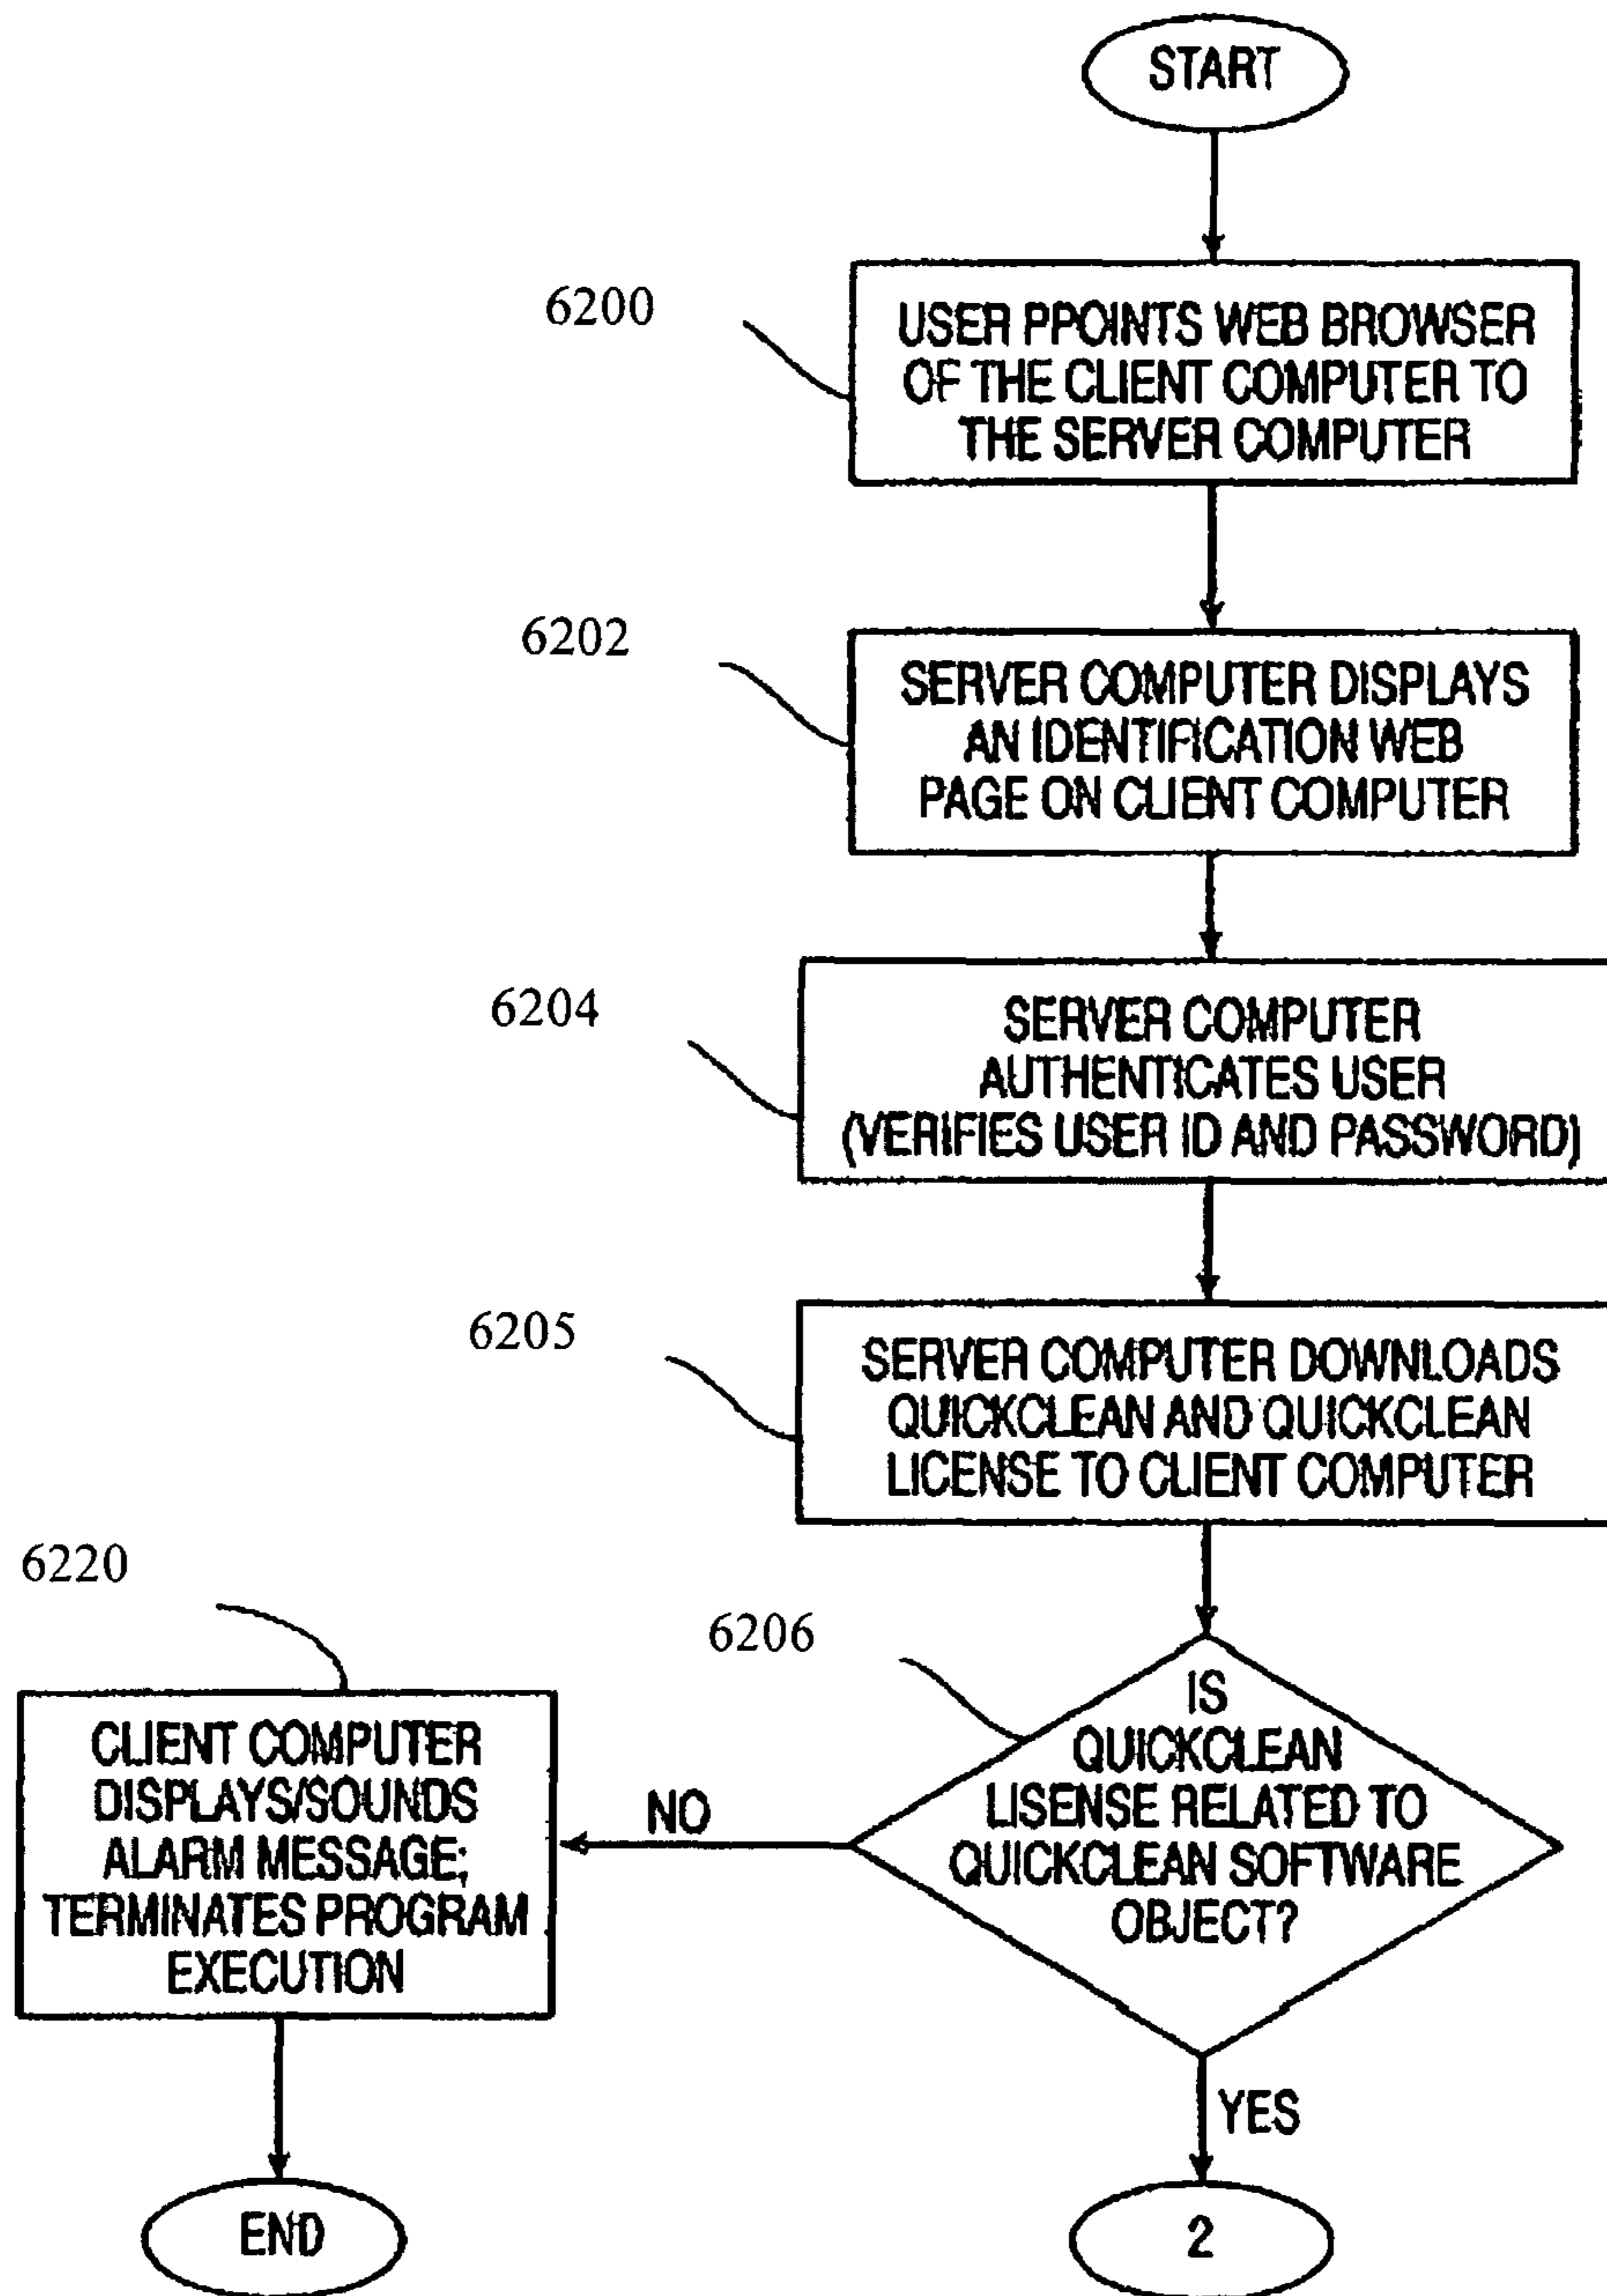 START
6200
USER PPOINTS WEB BROWSER
OF THE CLIENT COMPUTER TO
THE SERVER COMPUTER
6202
SERVER COMPUTER DISPLAYS
AN IDENTIFICATION WEB
PAGE ON CLIENT COMPUTER
6204
SERVER COMPUTER
AUTHENTICATES USER
(VERIFIES USER ID AND PASSWORD)
6205
SERVER COMPUTER DOWNLOADS
QUICKCLEAN AND QUICKCLEAN
LICENSE TO CLIENT COMPUTER
6206
IS
QUICKCLEAN
LISENSE RELATED TO
QUICKCLEAN SOFTWARE
OBJECT?
NO
6220
CLIENT COMPUTER
DISPLAYS/SOUNDS
ALARM MESSAGE;
TERMINATES PROGRAM
EXECUTION
YES
END
2